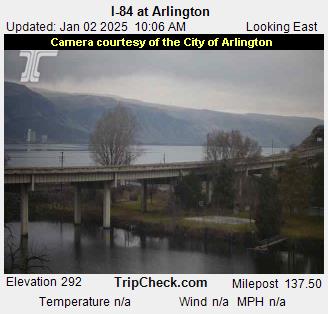 I-84 at Arlington
Updated: Jan 02 2025 10:06 AM Looking East
Camera courtesy of the City of Arlington
Elevation 292 TripCheck.com Milepost 137.50
Temperature n/a Wind n/a MPH n/a